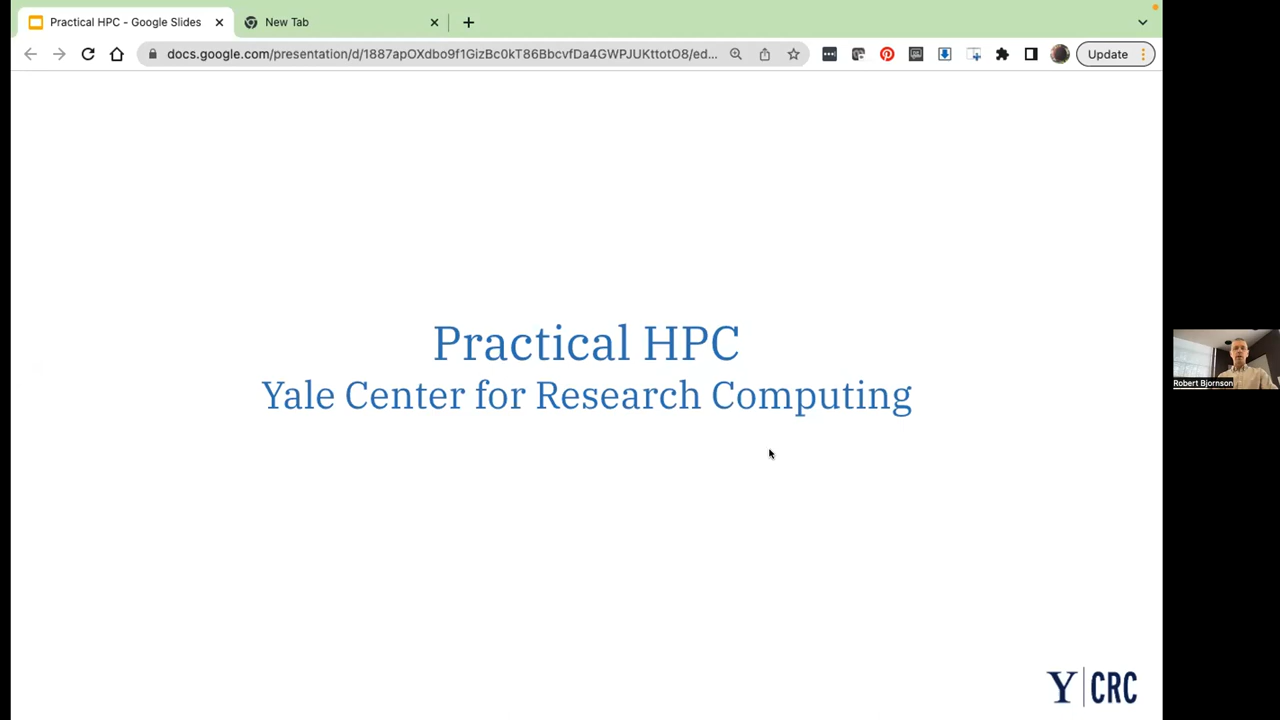 Practical HPC - Google Slides
New Tab
docs.google.com/presentation/d/1887apOXdbo9f1GizBc0kT86BbcvfDa4GWPJUKttotO8/ed...
Update
Practical HPC
Yale Center for Research Computing
Robert Bjornson
Y CRC